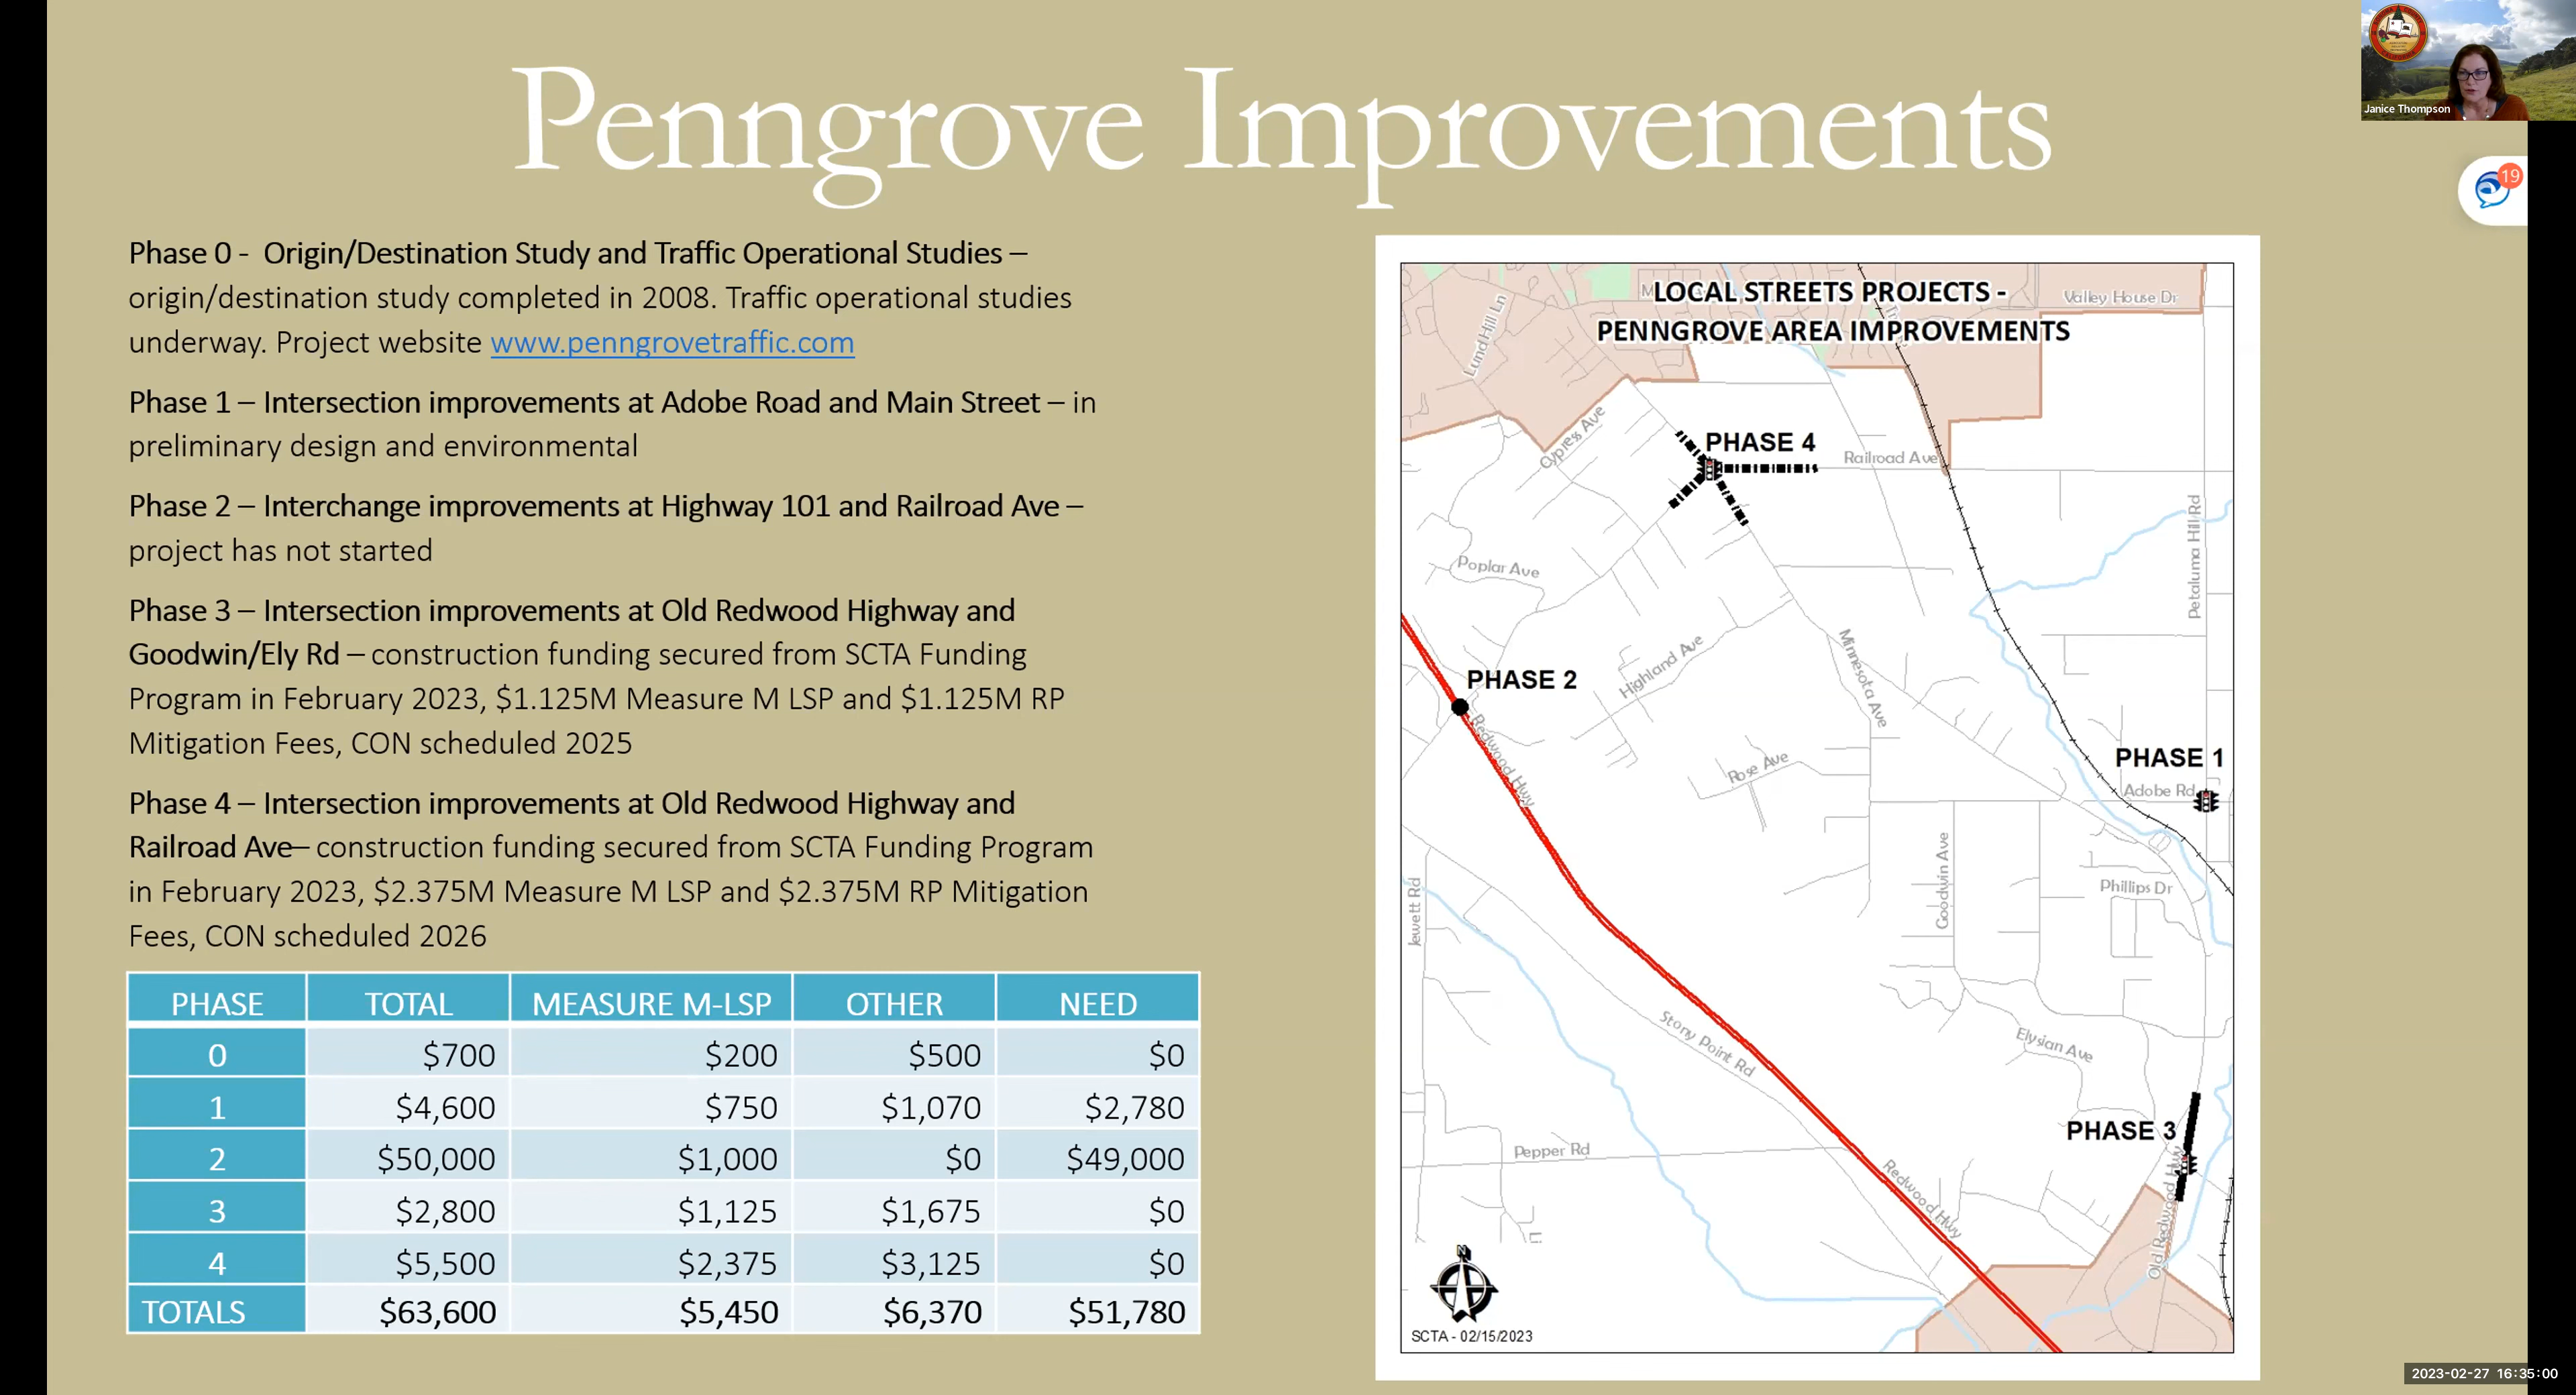 Penngrove Improvements
Janice Thompson
19
Phase 0 - Origin/Destination Study and Traffic Operational Studies –
origin/destination study completed in 2008. Traffic operational studies
underway. Project website www.penngrovetraffic.com
Phase 1 – Intersection improvements at Adobe Road and Main Street – in
preliminary design and environmental
Phase 2 – Interchange improvements at Highway 101 and Railroad Ave –
project has not started
Phase 3 – Intersection improvements at Old Redwood Highway and
Goodwin/Ely Rd – construction funding secured from SCTA Funding
Program in February 2023, $1.125M Measure M LSP and $1.125M RP
Mitigation Fees, CON scheduled 2025
Phase 4 – Intersection improvements at Old Redwood Highway and
Railroad Ave– construction funding secured from SCTA Funding Program
in February 2023, $2.375M Measure M LSP and $2.375M RP Mitigation
Fees, CON scheduled 2026
PHASE TOTAL MEASURE M-LSP OTHER NEED
0 $700 $200 $500 $0
1 $4,600 $750 $1,070 $2,780
2 $50,000 $1,000 $0 $49,000
3 $2,800 $1,125 $1,675 $0
4 $5,500 $2,375 $3,125 $0
TOTALS $63,600 $5,450 $6,370 $51,780
LOCAL STREETS PROJECTS -
PENNGROVE AREA IMPROVEMENTS
Valley House Dr
Lund Hill Ln
Cypress Ave
PHASE 4
Railroad Ave
Petaluma Hill Rd
Poplar Ave
Highland Ave
Minnesota Ave
PHASE 2
Redwood Hwy
Rose Ave
PHASE 1
Adobe Rd
Jewett Rd
Goodwin Ave
Phillips Dr
Stony Point Rd
Elysian Ave
PHASE 3
Pepper Rd
Redwood Hwy
Old Redwood Hwy
N
SCTA - 02/15/2023
2023-02-27 16:35:00